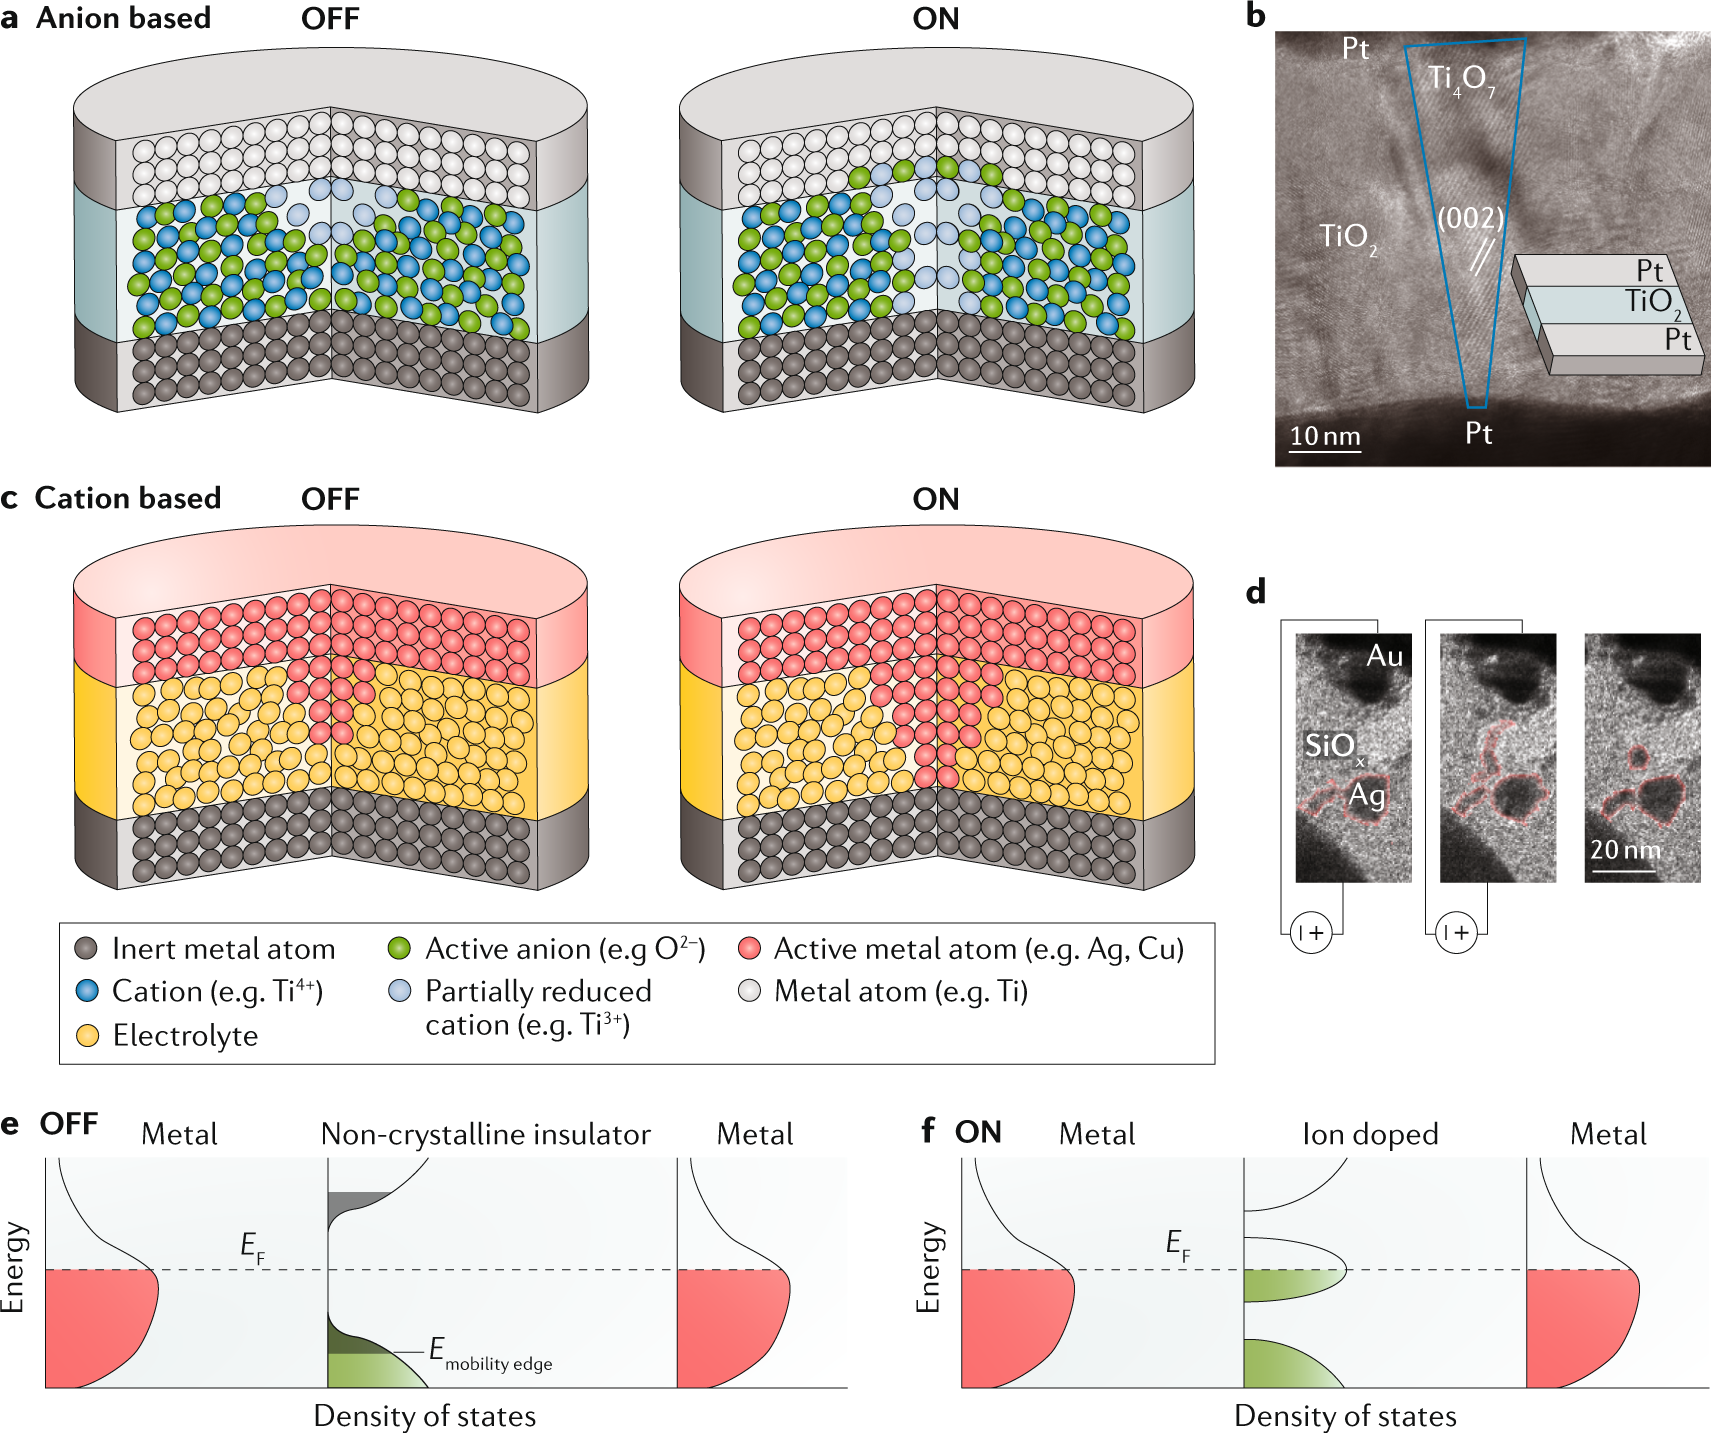 a Anion based OFF ON
b
Pt
Ti4O7
(002)
TiO2
Pt
TiO2
Pt
10 nm
Pt
c Cation based OFF ON
d
Au
SiOx
Ag
20 nm
Inert metal atom
Active anion (e.g O2–)
Active metal atom (e.g. Ag, Cu)
Cation (e.g. Ti4+)
Partially reduced
cation (e.g. Ti3+)
Metal atom (e.g. Ti)
Electrolyte
e OFF
Metal
Non-crystalline insulator
Metal
Energy
EF
Emobility edge
Density of states
f ON
Metal
Ion doped
Metal
Energy
EF
Density of states